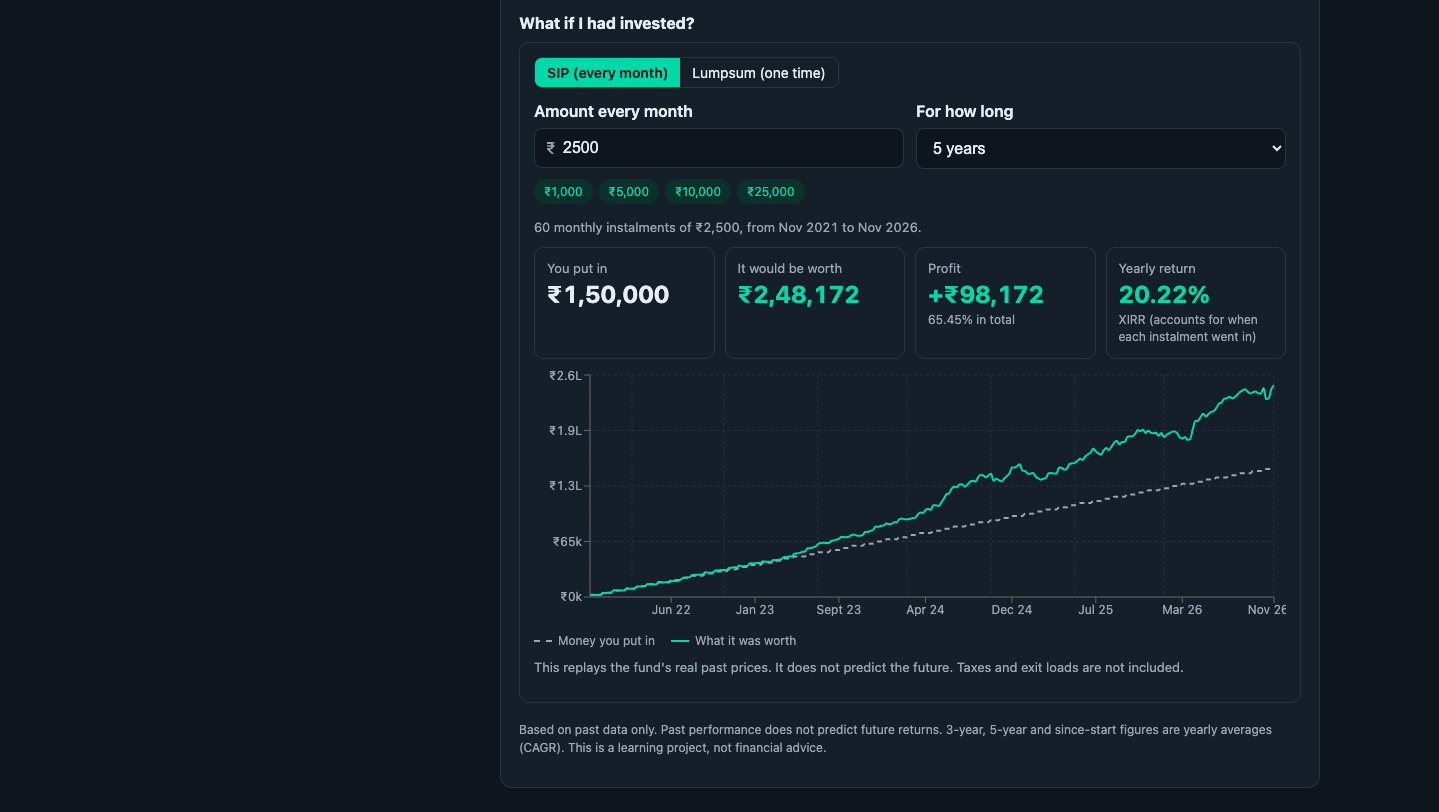 What if I had invested?
SIP (every month)
Lumpsum (one time)
Amount every month
For how long
₹ 2500
5 years
₹1,000
₹5,000
₹10,000
₹25,000
60 monthly instalments of ₹2,500, from Nov 2021 to Nov 2026.
You put in
₹1,50,000
It would be worth
₹2,48,172
Profit
+₹98,172
65.45% in total
Yearly return
20.22%
XIRR (accounts for when
each instalment went in)
₹2.6L
₹1.9L
₹1.3L
₹65k
₹0k
Jun 22
Jan 23
Sept 23
Apr 24
Dec 24
Jul 25
Mar 26
Nov 26
Money you put in
What it was worth
This replays the fund's real past prices. It does not predict the future. Taxes and exit loads are not included.
Based on past data only. Past performance does not predict future returns. 3-year, 5-year and since-start figures are yearly averages
(CAGR). This is a learning project, not financial advice.